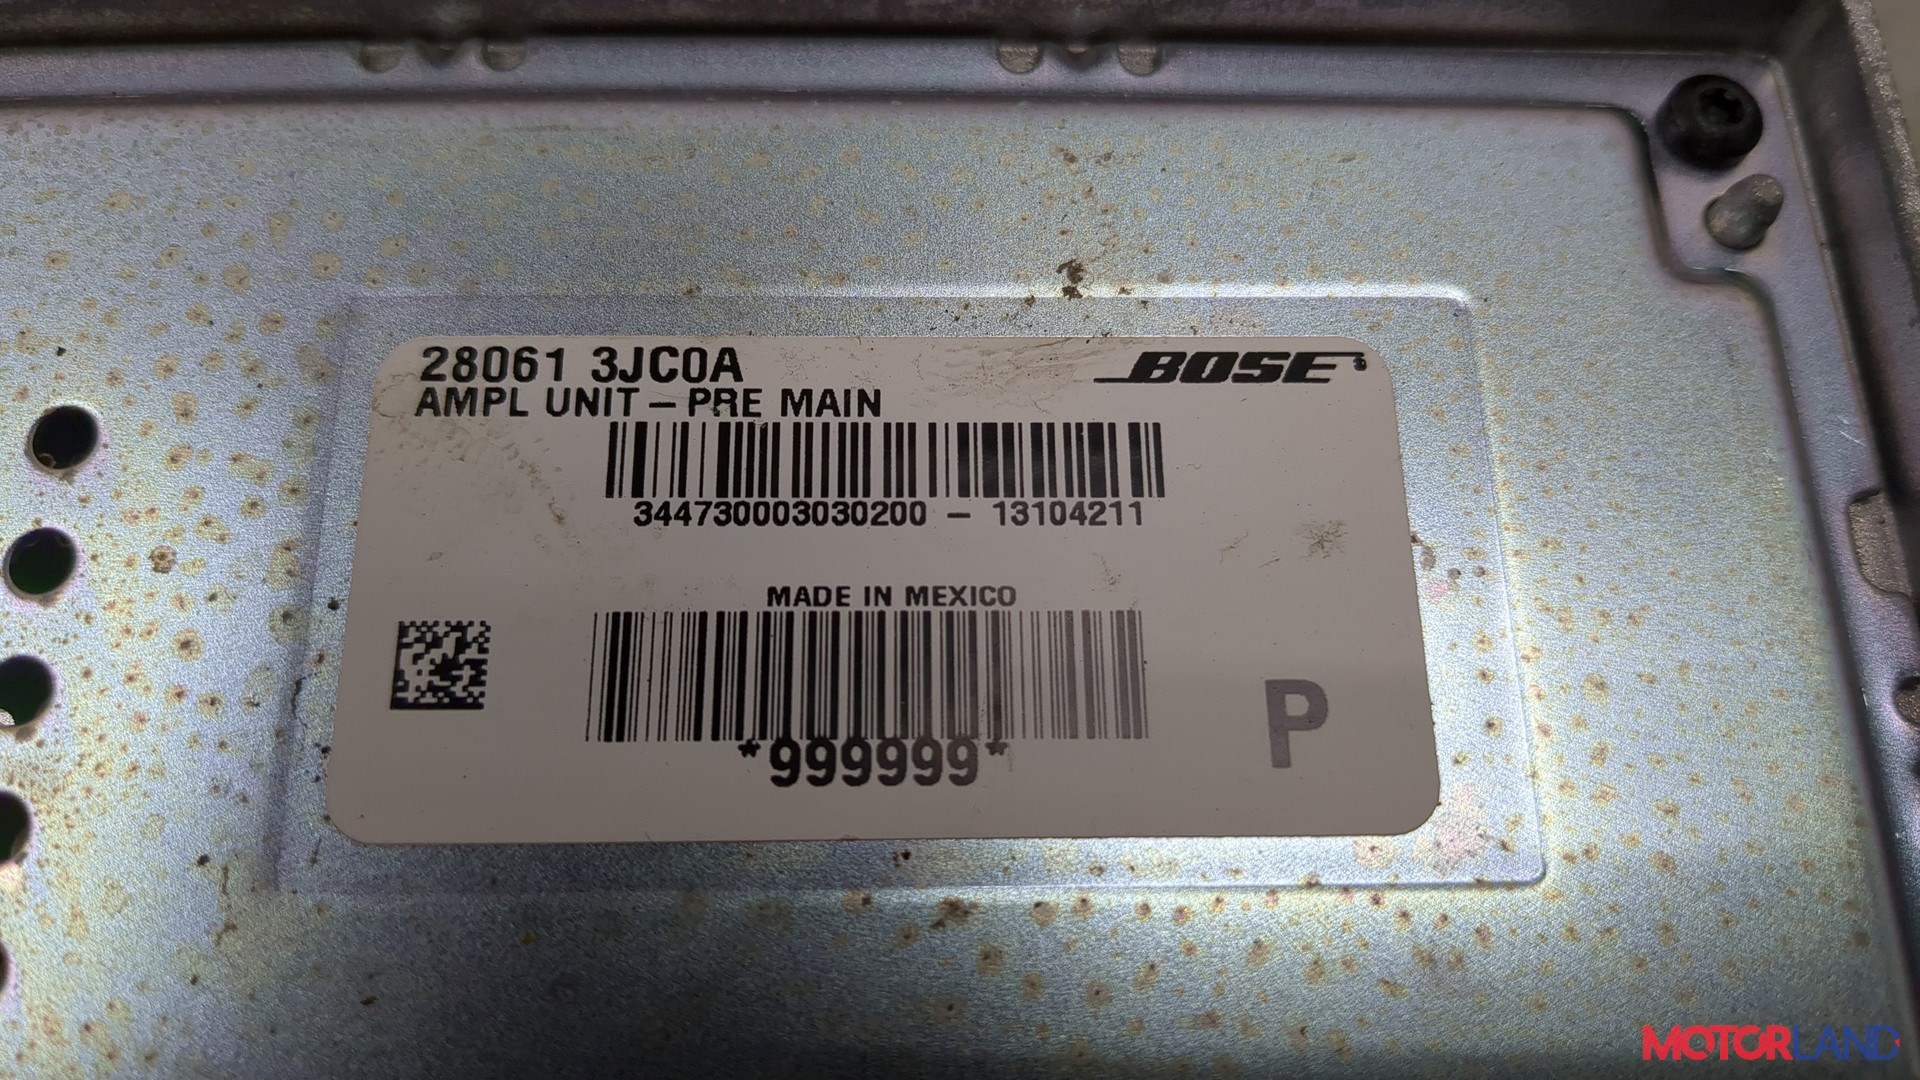 28061 3JC0A
BOSE
AMPL UNIT – PRE MAIN
344730003030200 – 13104211
MADE IN MEXICO
*999999*
P
MOTORLAND